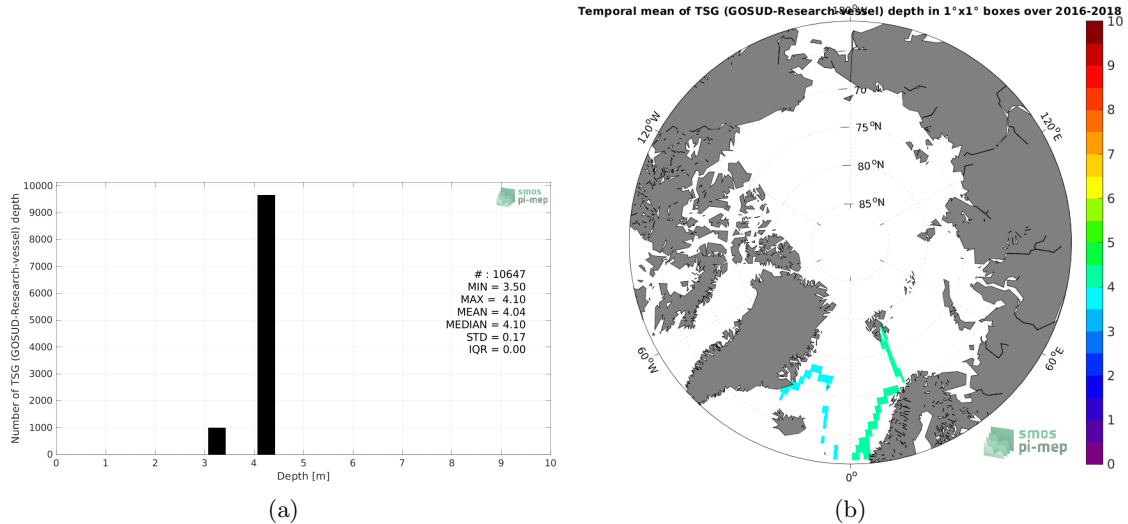 Number of TSG (GOSUD-Research-vessel) depth
10000
9000
8000
7000
6000
5000
4000
3000
2000
1000
0
0 1 2 3 4 5 6 7 8 9 10
Depth [m]
smos
pi-mep
# : 10647
MIN = 3.50
MAX = 4.10
MEAN = 4.04
MEDIAN = 4.10
STD = 0.17
IQR = 0.00
(a)
Temporal mean of TSG (GOSUD-Research-vessel) depth in 1°x1° boxes over 2016-2018
180°W
120°W
120°E
70
75°N
80°N
85°N
60°W
60°E
0°
smos
pi-mep
10
9
8
7
6
5
4
3
2
1
0
(b)